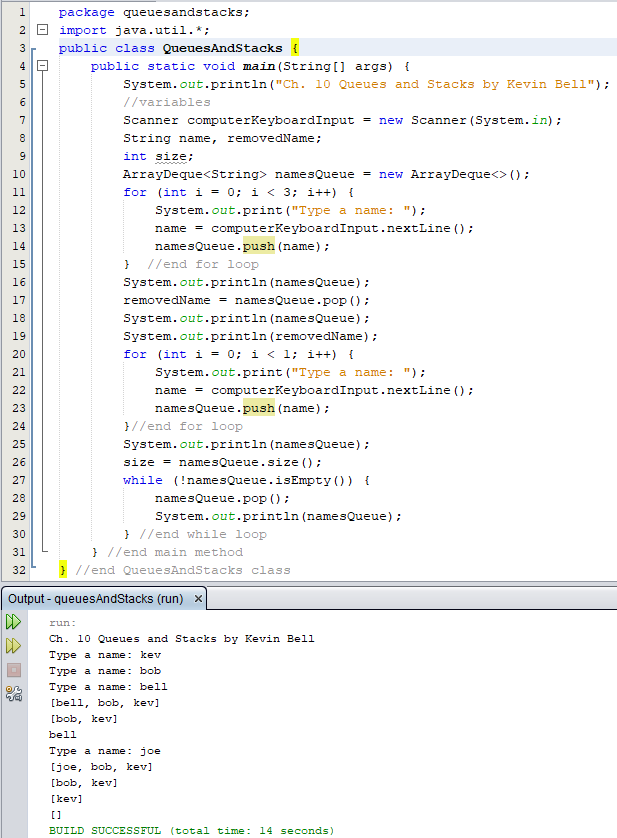 1 package queuesandstacks;
2 import java.util.*;
3 public class QueuesAndStacks {
4 public static void main(String[] args) {
5 System.out.println("Ch. 10 Queues and Stacks by Kevin Bell");
6 //variables
7 Scanner computerKeyboardInput = new Scanner(System.in);
8 String name, removedName;
9 int size;
10 ArrayDeque<String> namesQueue = new ArrayDeque<>();
11 for (int i = 0; i < 3; i++) {
12 System.out.print("Type a name: ");
13 name = computerKeyboardInput.nextLine();
14 namesQueue.push(name);
15 } //end for loop
16 System.out.println(namesQueue);
17 removedName = namesQueue.pop();
18 System.out.println(namesQueue);
19 System.out.println(removedName);
20 for (int i = 0; i < 1; i++) {
21 System.out.print("Type a name: ");
22 name = computerKeyboardInput.nextLine();
23 namesQueue.push(name);
24 }//end for loop
25 System.out.println(namesQueue);
26 size = namesQueue.size();
27 while (!namesQueue.isEmpty()) {
28 namesQueue.pop();
29 System.out.println(namesQueue);
30 } //end while loop
31 } //end main method
32 } //end QueuesAndStacks class
Output - queuesAndStacks (run) ×
run:
Ch. 10 Queues and Stacks by Kevin Bell
Type a name: kev
Type a name: bob
Type a name: bell
[bell, bob, kev]
[bob, kev]
bell
Type a name: joe
[joe, bob, kev]
[bob, kev]
[kev]
[]
BUILD SUCCESSFUL (total time: 14 seconds)